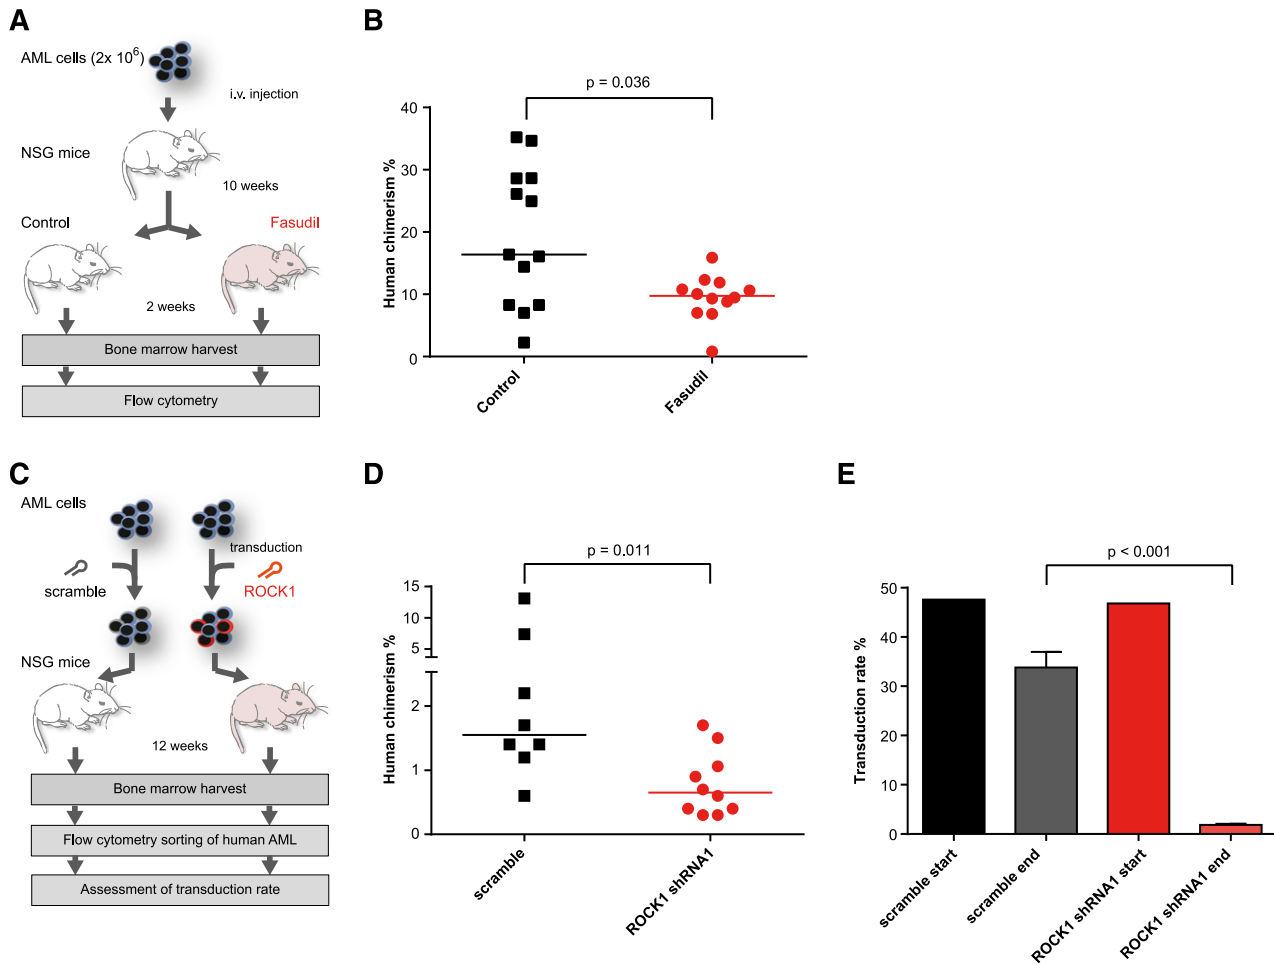 A
AML cells (2x 10⁶)
i.v. injection
NSG mice
10 weeks
Control
Fasudil
2 weeks
Bone marrow harvest
Flow cytometry
B
p = 0.036
Human chimerism %
40
30
20
10
0
Control
Fasudil
C
AML cells
transduction
scramble
ROCK1
NSG mice
12 weeks
Bone marrow harvest
Flow cytometry sorting of human AML
Assessment of transduction rate
D
p = 0.011
Human chimerism %
15
10
5
2
1
0
scramble
ROCK1 shRNA1
E
p < 0.001
Transduction rate %
50
40
30
20
10
0
scramble start
scramble end
ROCK1 shRNA1 start
ROCK1 shRNA1 end